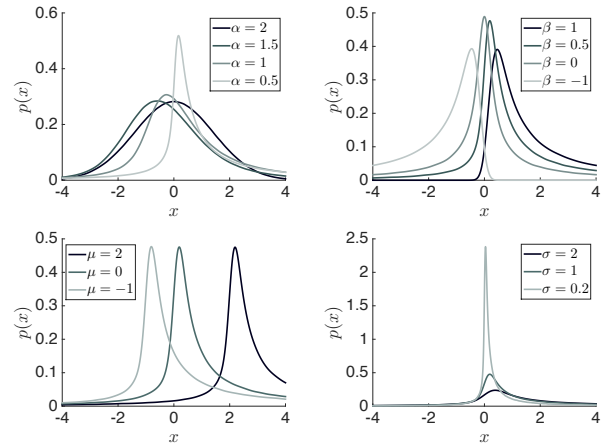 0.6
0.4
0.2
0
p(x)
α = 2
α = 1.5
α = 1
α = 0.5
-4 -2 0 2 4
x
0.5
0.4
0.3
0.2
0.1
0
p(x)
β = 1
β = 0.5
β = 0
β = −1
-4 -2 0 2 4
x
0.5
0.4
0.3
0.2
0.1
0
p(x)
μ = 2
μ = 0
μ = −1
-4 -2 0 2 4
x
2.5
2
1.5
1
0.5
0
p(x)
σ = 2
σ = 1
σ = 0.2
-4 -2 0 2 4
x